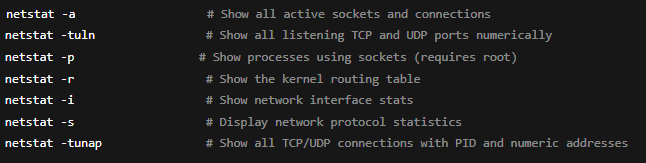 netstat -a # Show all active sockets and connections
netstat -tuln # Show all listening TCP and UDP ports numerically
netstat -p # Show processes using sockets (requires root)
netstat -r # Show the kernel routing table
netstat -i # Show network interface stats
netstat -s # Display network protocol statistics
netstat -tunap # Show all TCP/UDP connections with PID and numeric addresses